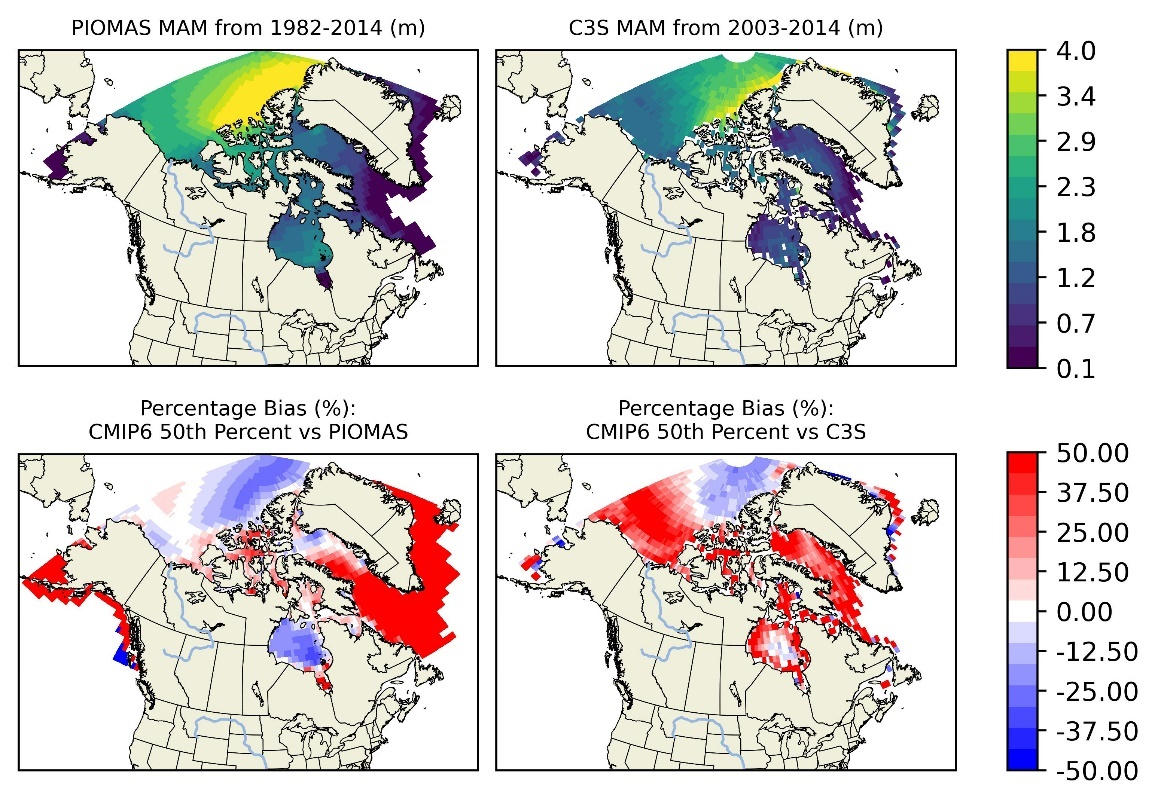 PIOMAS MAM from 1982-2014 (m)
C3S MAM from 2003-2014 (m)
4.0
3.4
2.9
2.3
1.8
1.2
0.7
0.1
Percentage Bias (%):
CMIP6 50th Percent vs PIOMAS
Percentage Bias (%):
CMIP6 50th Percent vs C3S
50.00
37.50
25.00
12.50
0.00
-12.50
-25.00
-37.50
-50.00